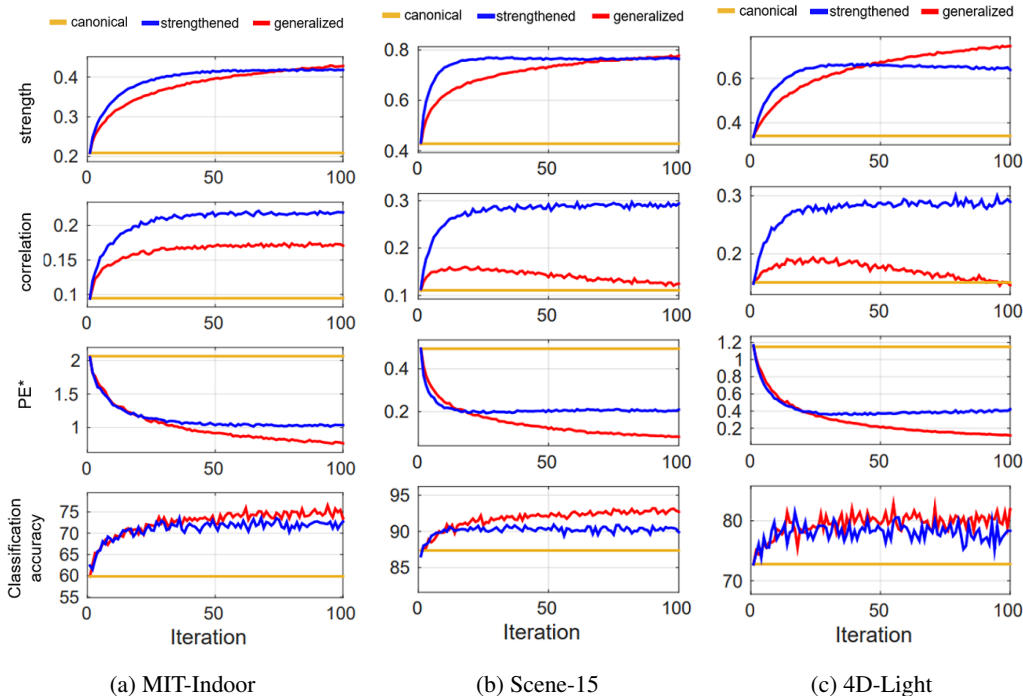 canonical strengthened generalized
strength
0.4
0.3
0.2
0 50 100
correlation
0.2
0.15
0.1
0 50 100
PE*
2
1.5
1
0 50 100
Classification
accuracy
75
70
65
60
55
0 50 100
Iteration
(a) MIT-Indoor
canonical strengthened generalized
0.8
0.6
0.4
0 50 100
0.3
0.2
0.1
0 50 100
0.4
0.2
0 50 100
95
90
85
0 50 100
Iteration
(b) Scene-15
canonical strengthened generalized
0.6
0.4
0 50 100
0.3
0.2
0 50 100
1.2
1
0.8
0.6
0.4
0.2
0 50 100
80
70
0 50 100
Iteration
(c) 4D-Light